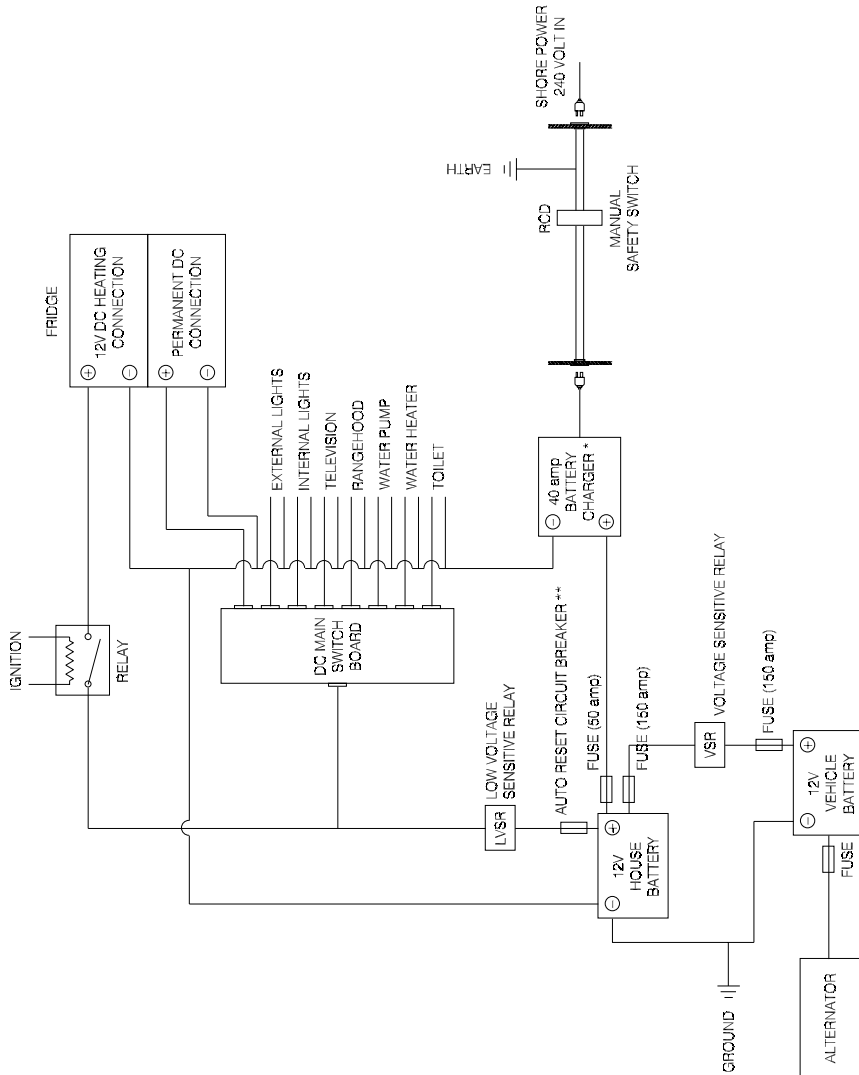 SHORE POWER
240 VOLT IN
EARTH
RCD
MANUAL
SAFETY SWITCH
FRIDGE
12V DC HEATING
CONNECTION
+
−
PERMANENT DC
CONNECTION
+
−
EXTERNAL LIGHTS
INTERNAL LIGHTS
TELEVISION
RANGEHOOD
WATER PUMP
WATER HEATER
TOILET
40 amp
BATTERY
CHARGER *
−
+
IGNITION
RELAY
DC MAIN
SWITCH
BOARD
LVSR
LOW VOLTAGE
SENSITIVE RELAY
AUTO RESET CIRCUIT BREAKER **
FUSE (50 amp)
FUSE (150 amp)
VSR
VOLTAGE SENSITIVE RELAY
FUSE (150 amp)
12V
HOUSE
BATTERY
+
−
12V
VEHICLE
BATTERY
+
−
FUSE
GROUND
ALTERNATOR